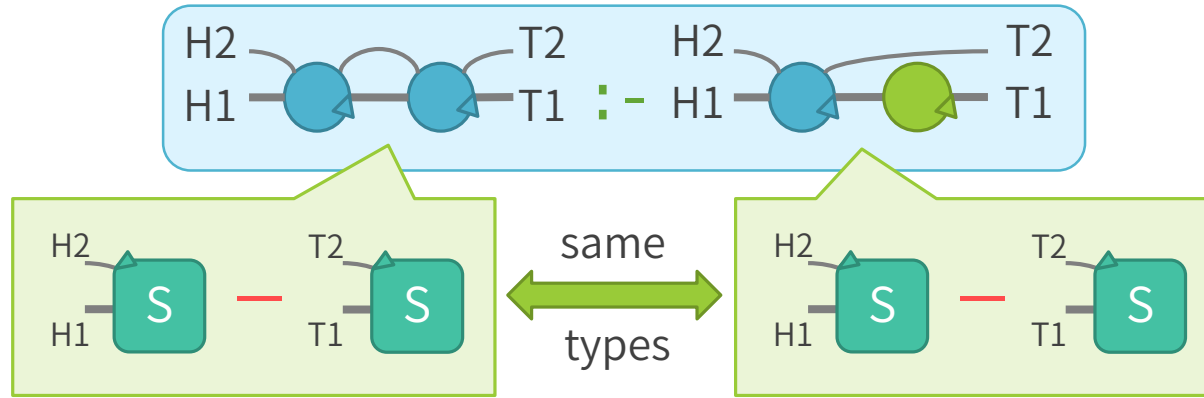 H2 T2 H2 T2
H1 T1 :- H1 T1
H2 T2 same H2 T2
S S S S
H1 T1 types H1 T1